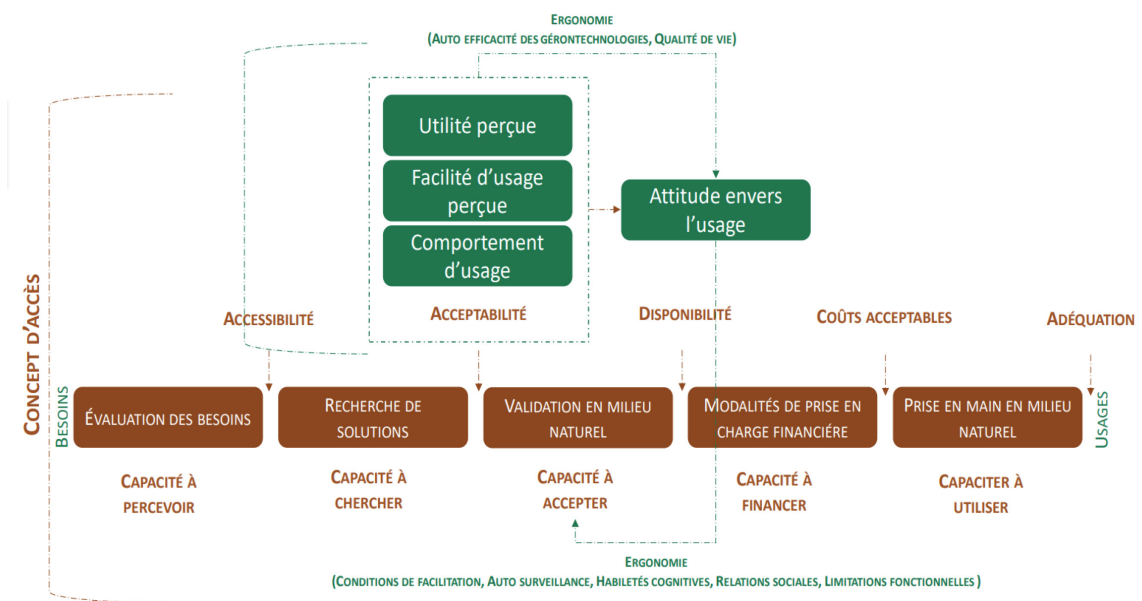 ERGONOMIE
(AUTO EFFICACITÉ DES GÉRONTECHNOLOGIES, QUALITÉ DE VIE)
Utilité perçue
Facilité d'usage
perçue
Comportement
d'usage
Attitude envers
l'usage
CONCEPT D'ACCÈS
ACCESSIBILITÉ
ACCEPTABILITÉ
DISPONIBILITÉ
COÛTS ACCEPTABLES
ADÉQUATION
BESOINS
ÉVALUATION DES BESOINS
RECHERCHE DE
SOLUTIONS
VALIDATION EN MILIEU
NATUREL
MODALITÉS DE PRISE EN
CHARGE FINANCIÉRE
PRISE EN MAIN EN MILIEU
NATUREL
USAGES
CAPACITÉ À
PERCEVOIR
CAPACITÉ À
CHERCHER
CAPACITÉ À
ACCEPTER
CAPACITÉ À
FINANCER
CAPACITER À
UTILISER
ERGONOMIE
(CONDITIONS DE FACILITATION, AUTO SURVEILLANCE, HABILETÉS COGNITIVES, RELATIONS SOCIALES, LIMITATIONS FONCTIONNELLES )